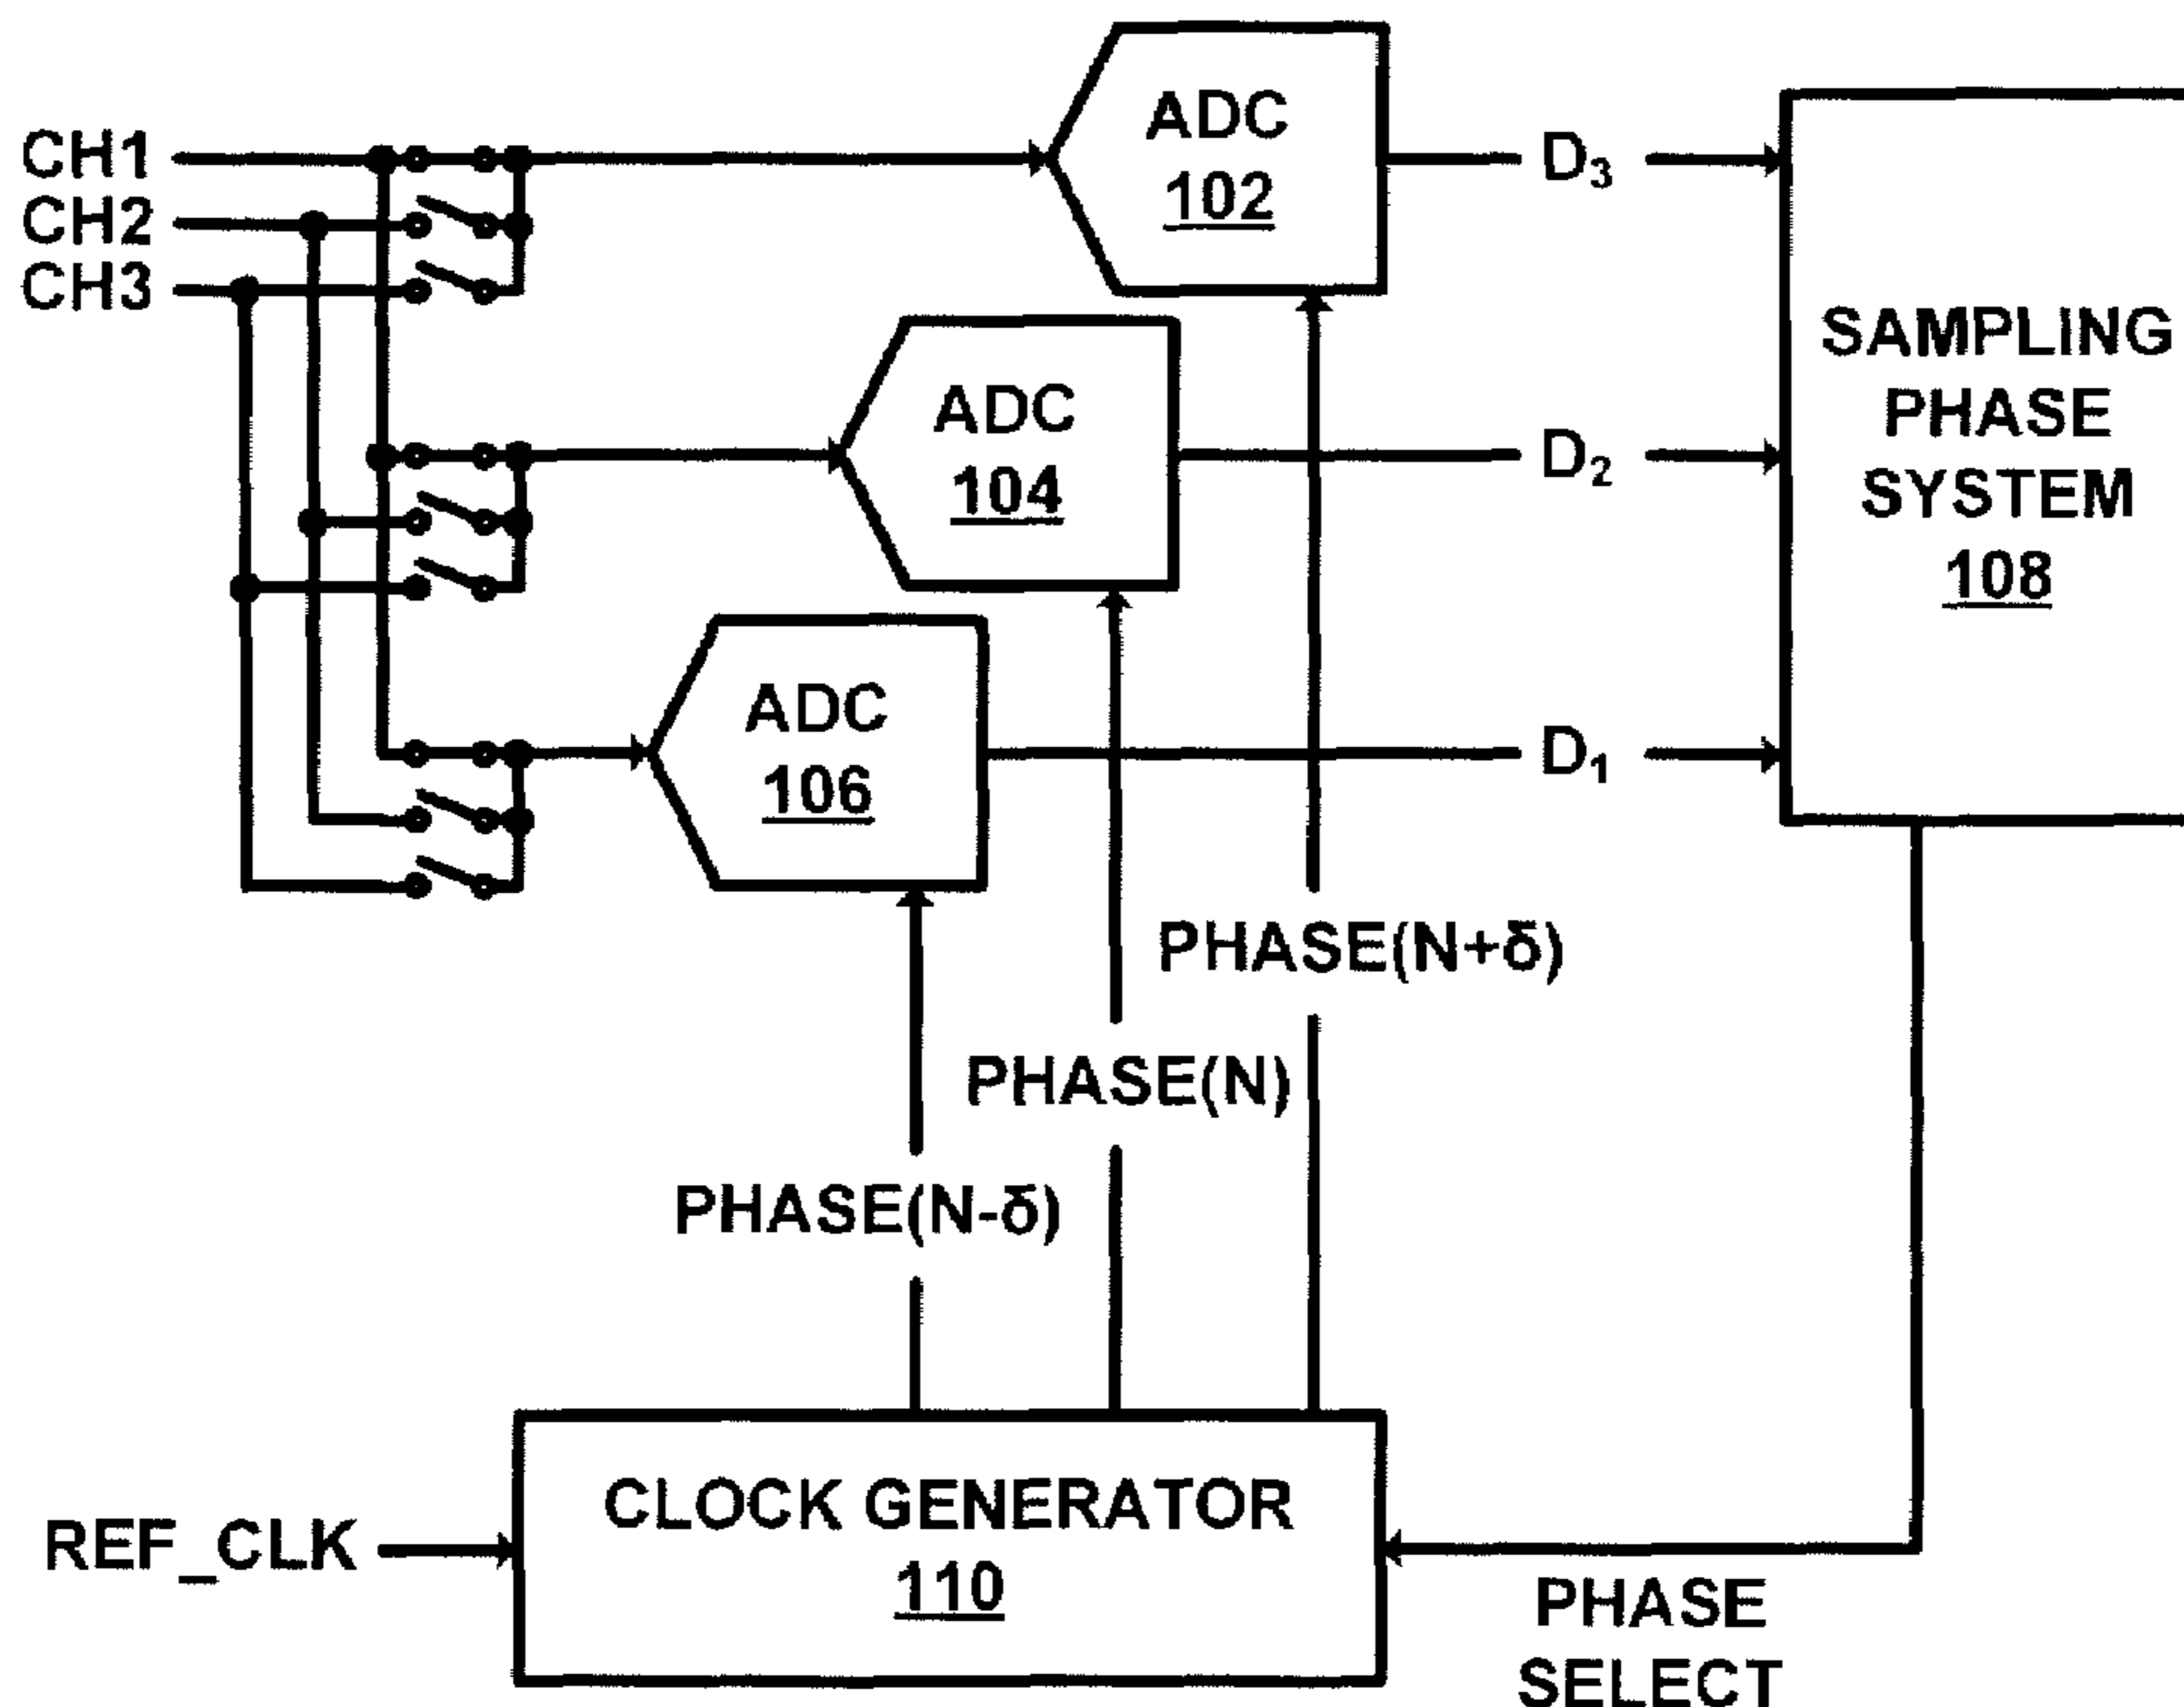 CH1
CH2
CH3
ADC
102
D3
ADC
104
D2
ADC
106
D1
SAMPLING
PHASE
SYSTEM
108
PHASE(N+δ)
PHASE(N)
PHASE(N-δ)
REF_CLK
CLOCK GENERATOR
110
PHASE
SELECT